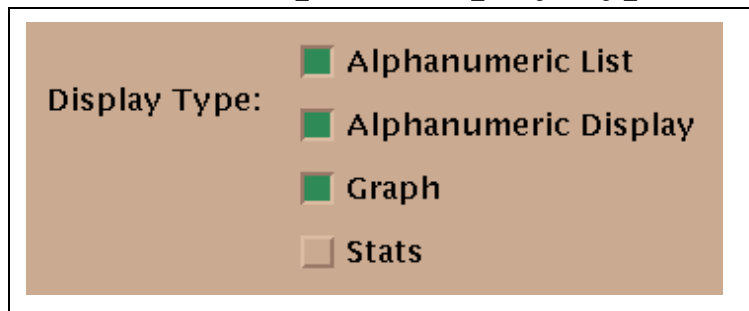 Alphanumeric List
Display Type:
Alphanumeric Display
Graph
Stats